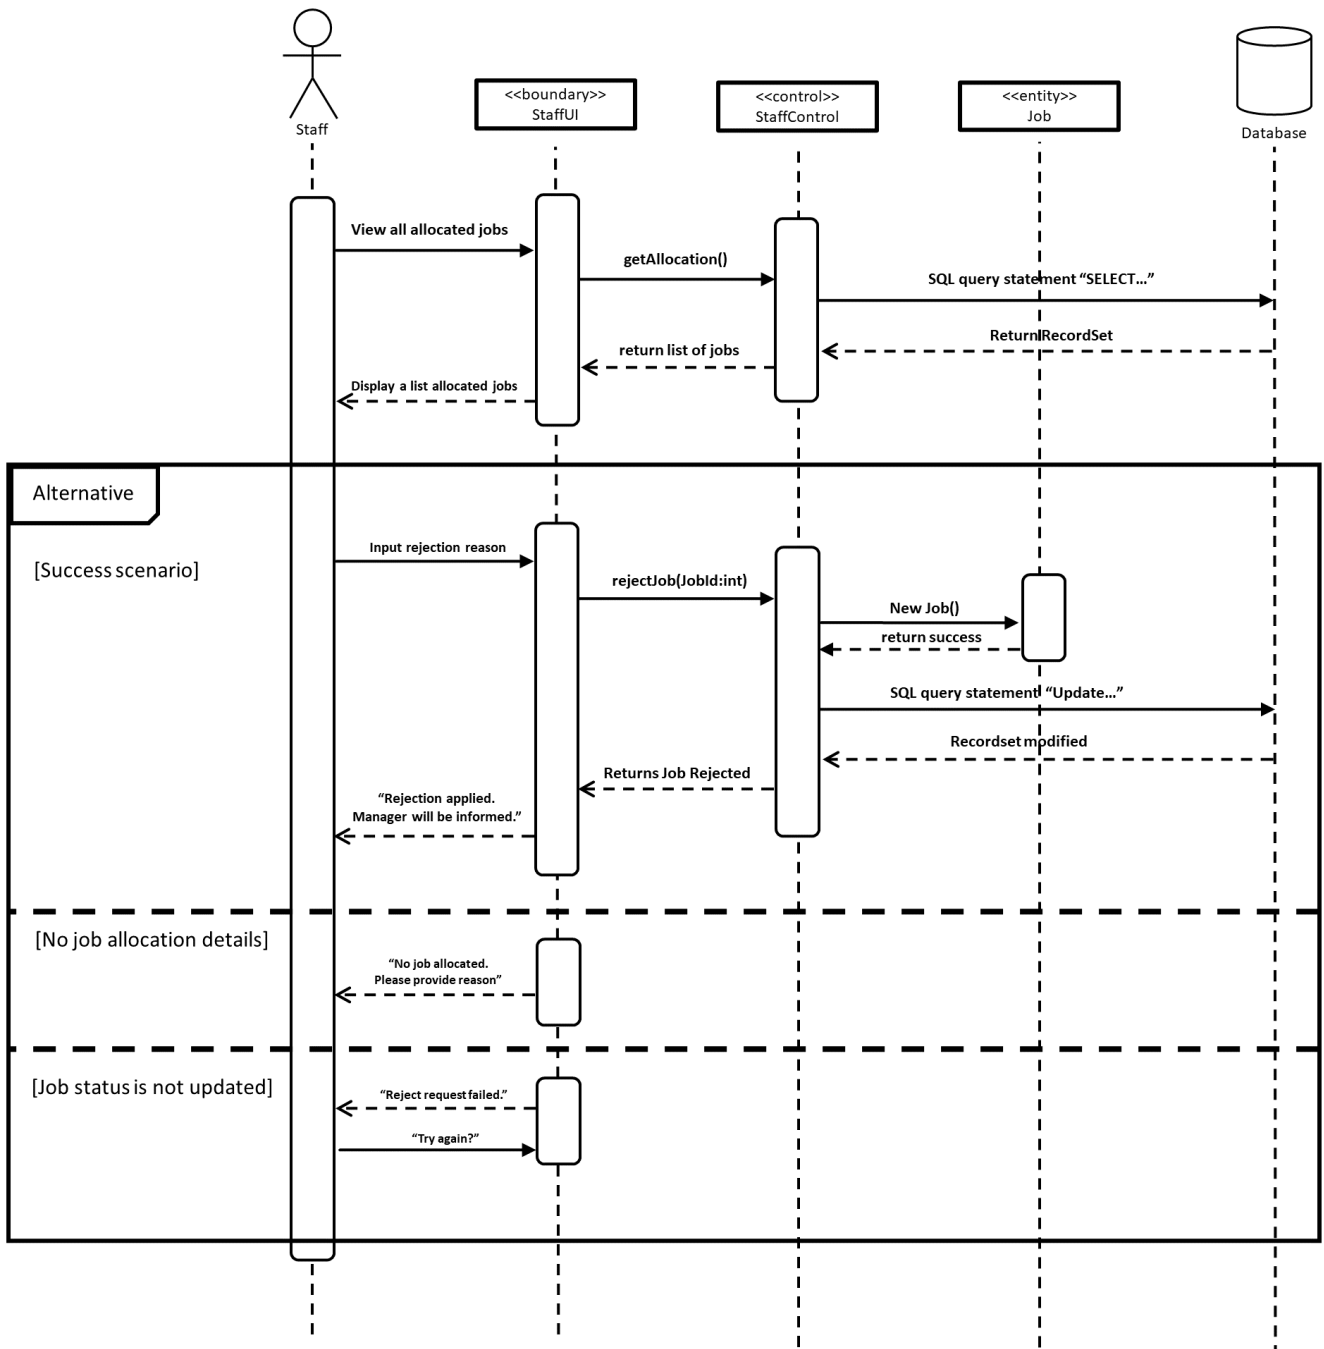 Staff
<<boundary>>
StaffUI
<<control>>
StaffControl
<<entity>>
Job
Database
View all allocated jobs
getAllocation()
SQL query statement “SELECT...”
Return RecordSet
return list of jobs
Display a list allocated jobs
Alternative
[Success scenario]
Input rejection reason
rejectJob(JobId:int)
New Job()
return success
SQL query statement “Update...”
Recordset modified
Returns Job Rejected
“Rejection applied.
Manager will be informed.”
[No job allocation details]
“No job allocated.
Please provide reason”
[Job status is not updated]
“Reject request failed.”
“Try again?”